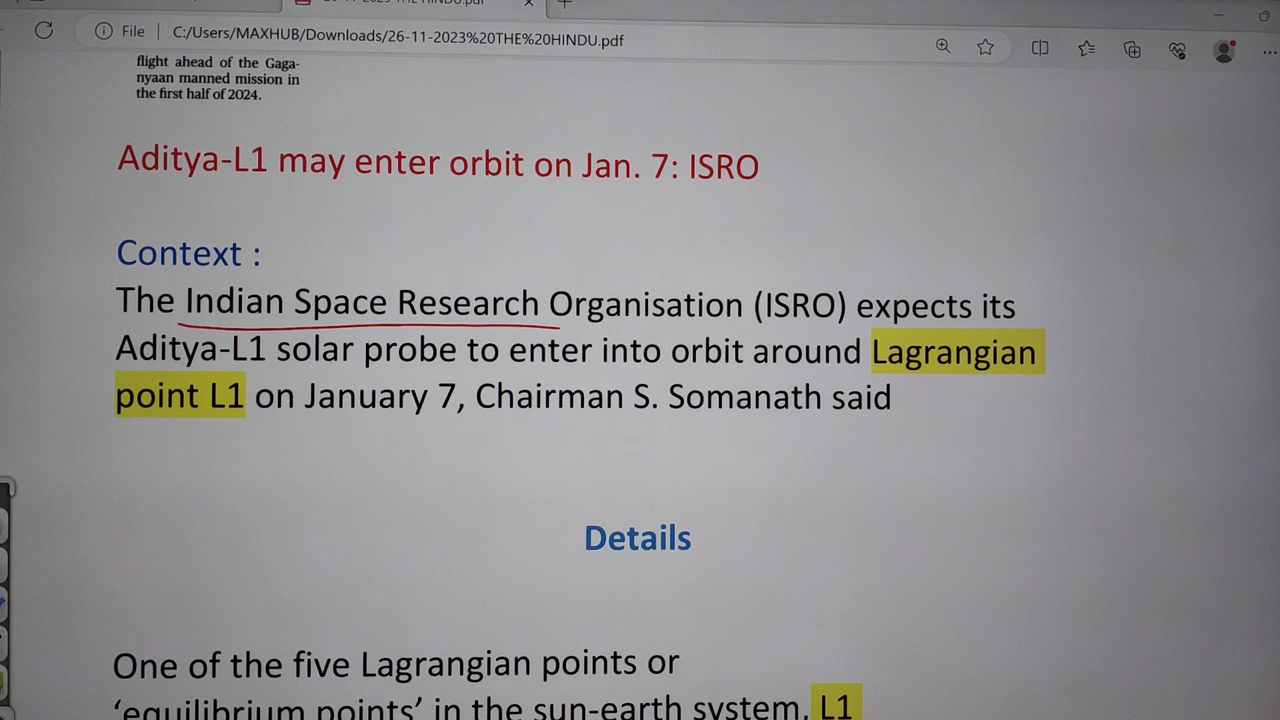 File
C:/Users/MAXHUB/Downloads/26-11-2023%20THE%20HINDU.pdf
flight ahead of the Gaga-
nyaan manned mission in
the first half of 2024.
Aditya-L1 may enter orbit on Jan. 7: ISRO
Context :
The Indian Space Research Organisation (ISRO) expects its
Aditya-L1 solar probe to enter into orbit around Lagrangian
point L1 on January 7, Chairman S. Somanath said
Details
One of the five Lagrangian points or
‘equilibrium points’ in the sun-earth system, L1